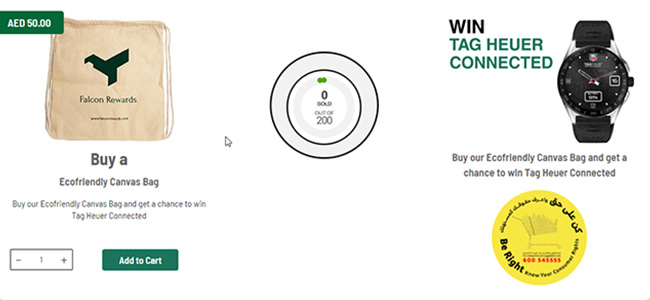 AED 50.00
Falcon Rewards
www.falconrewards.com
Buy a
Ecofriendly Canvas Bag
Buy our Ecofriendly Canvas Bag and get a chance to win
Tag Heuer Connected
1
Add to Cart
0
SOLD
OUT OF
200
WIN
TAG HEUER
CONNECTED
Buy our Ecofriendly Canvas Bag and get a
chance to win Tag Heuer Connected
كن على حق واعرف حقوقك كمستهلك
600 545555
Be Right Know Your Consumer Rights